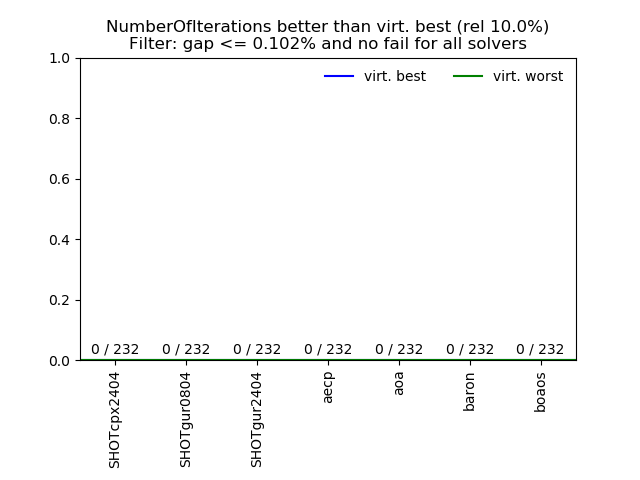 NumberOfIterations better than virt. best (rel 10.0%)
Filter: gap <= 0.102% and no fail for all solvers
virt. best
virt. worst
1.0
0.8
0.6
0.4
0.2
0.0
0 / 232
0 / 232
0 / 232
0 / 232
0 / 232
0 / 232
0 / 232
SHOTcpx2404
SHOTgur0804
SHOTgur2404
aecp
aoa
baron
boaos